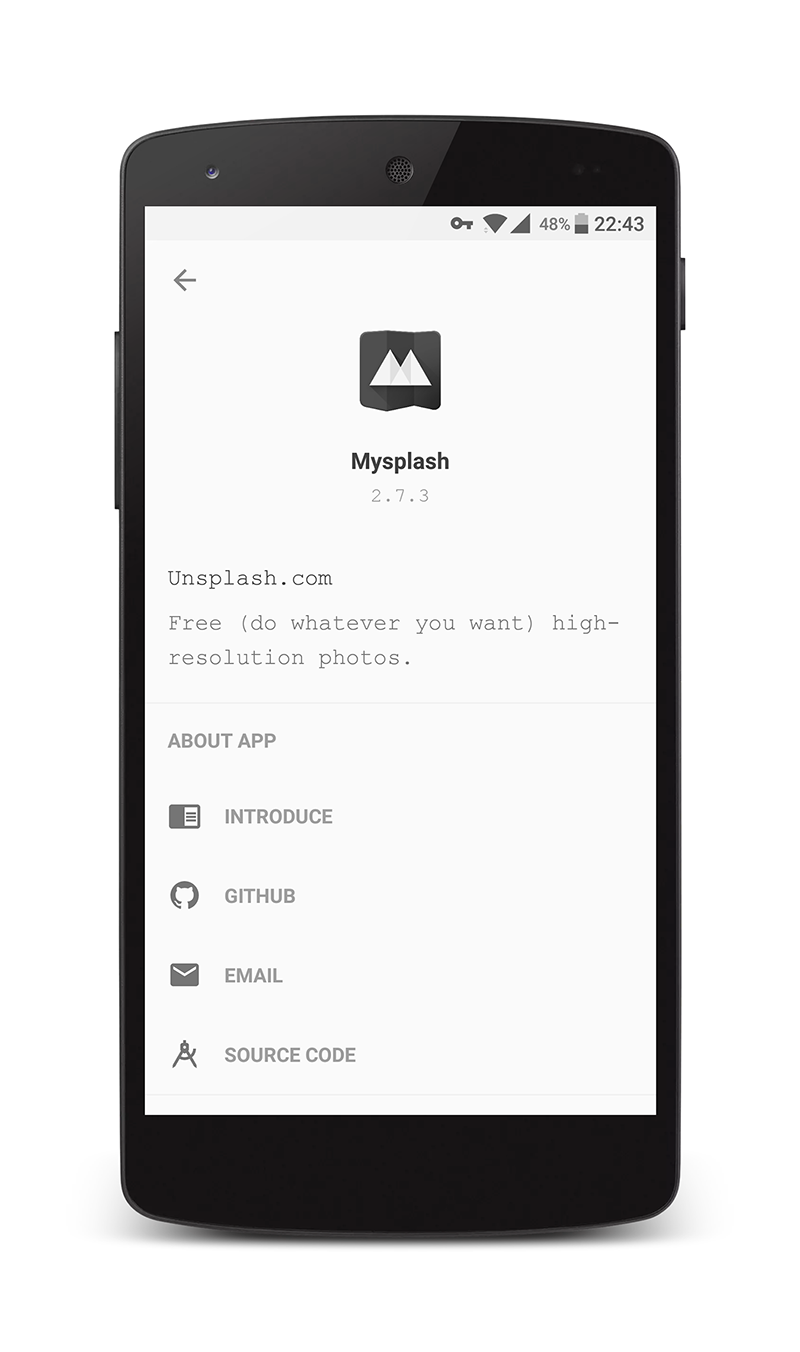 48% 22:43
Mysplash
2.7.3
Unsplash.com
Free (do whatever you want) high-
resolution photos.
ABOUT APP
INTRODUCE
GITHUB
EMAIL
SOURCE CODE